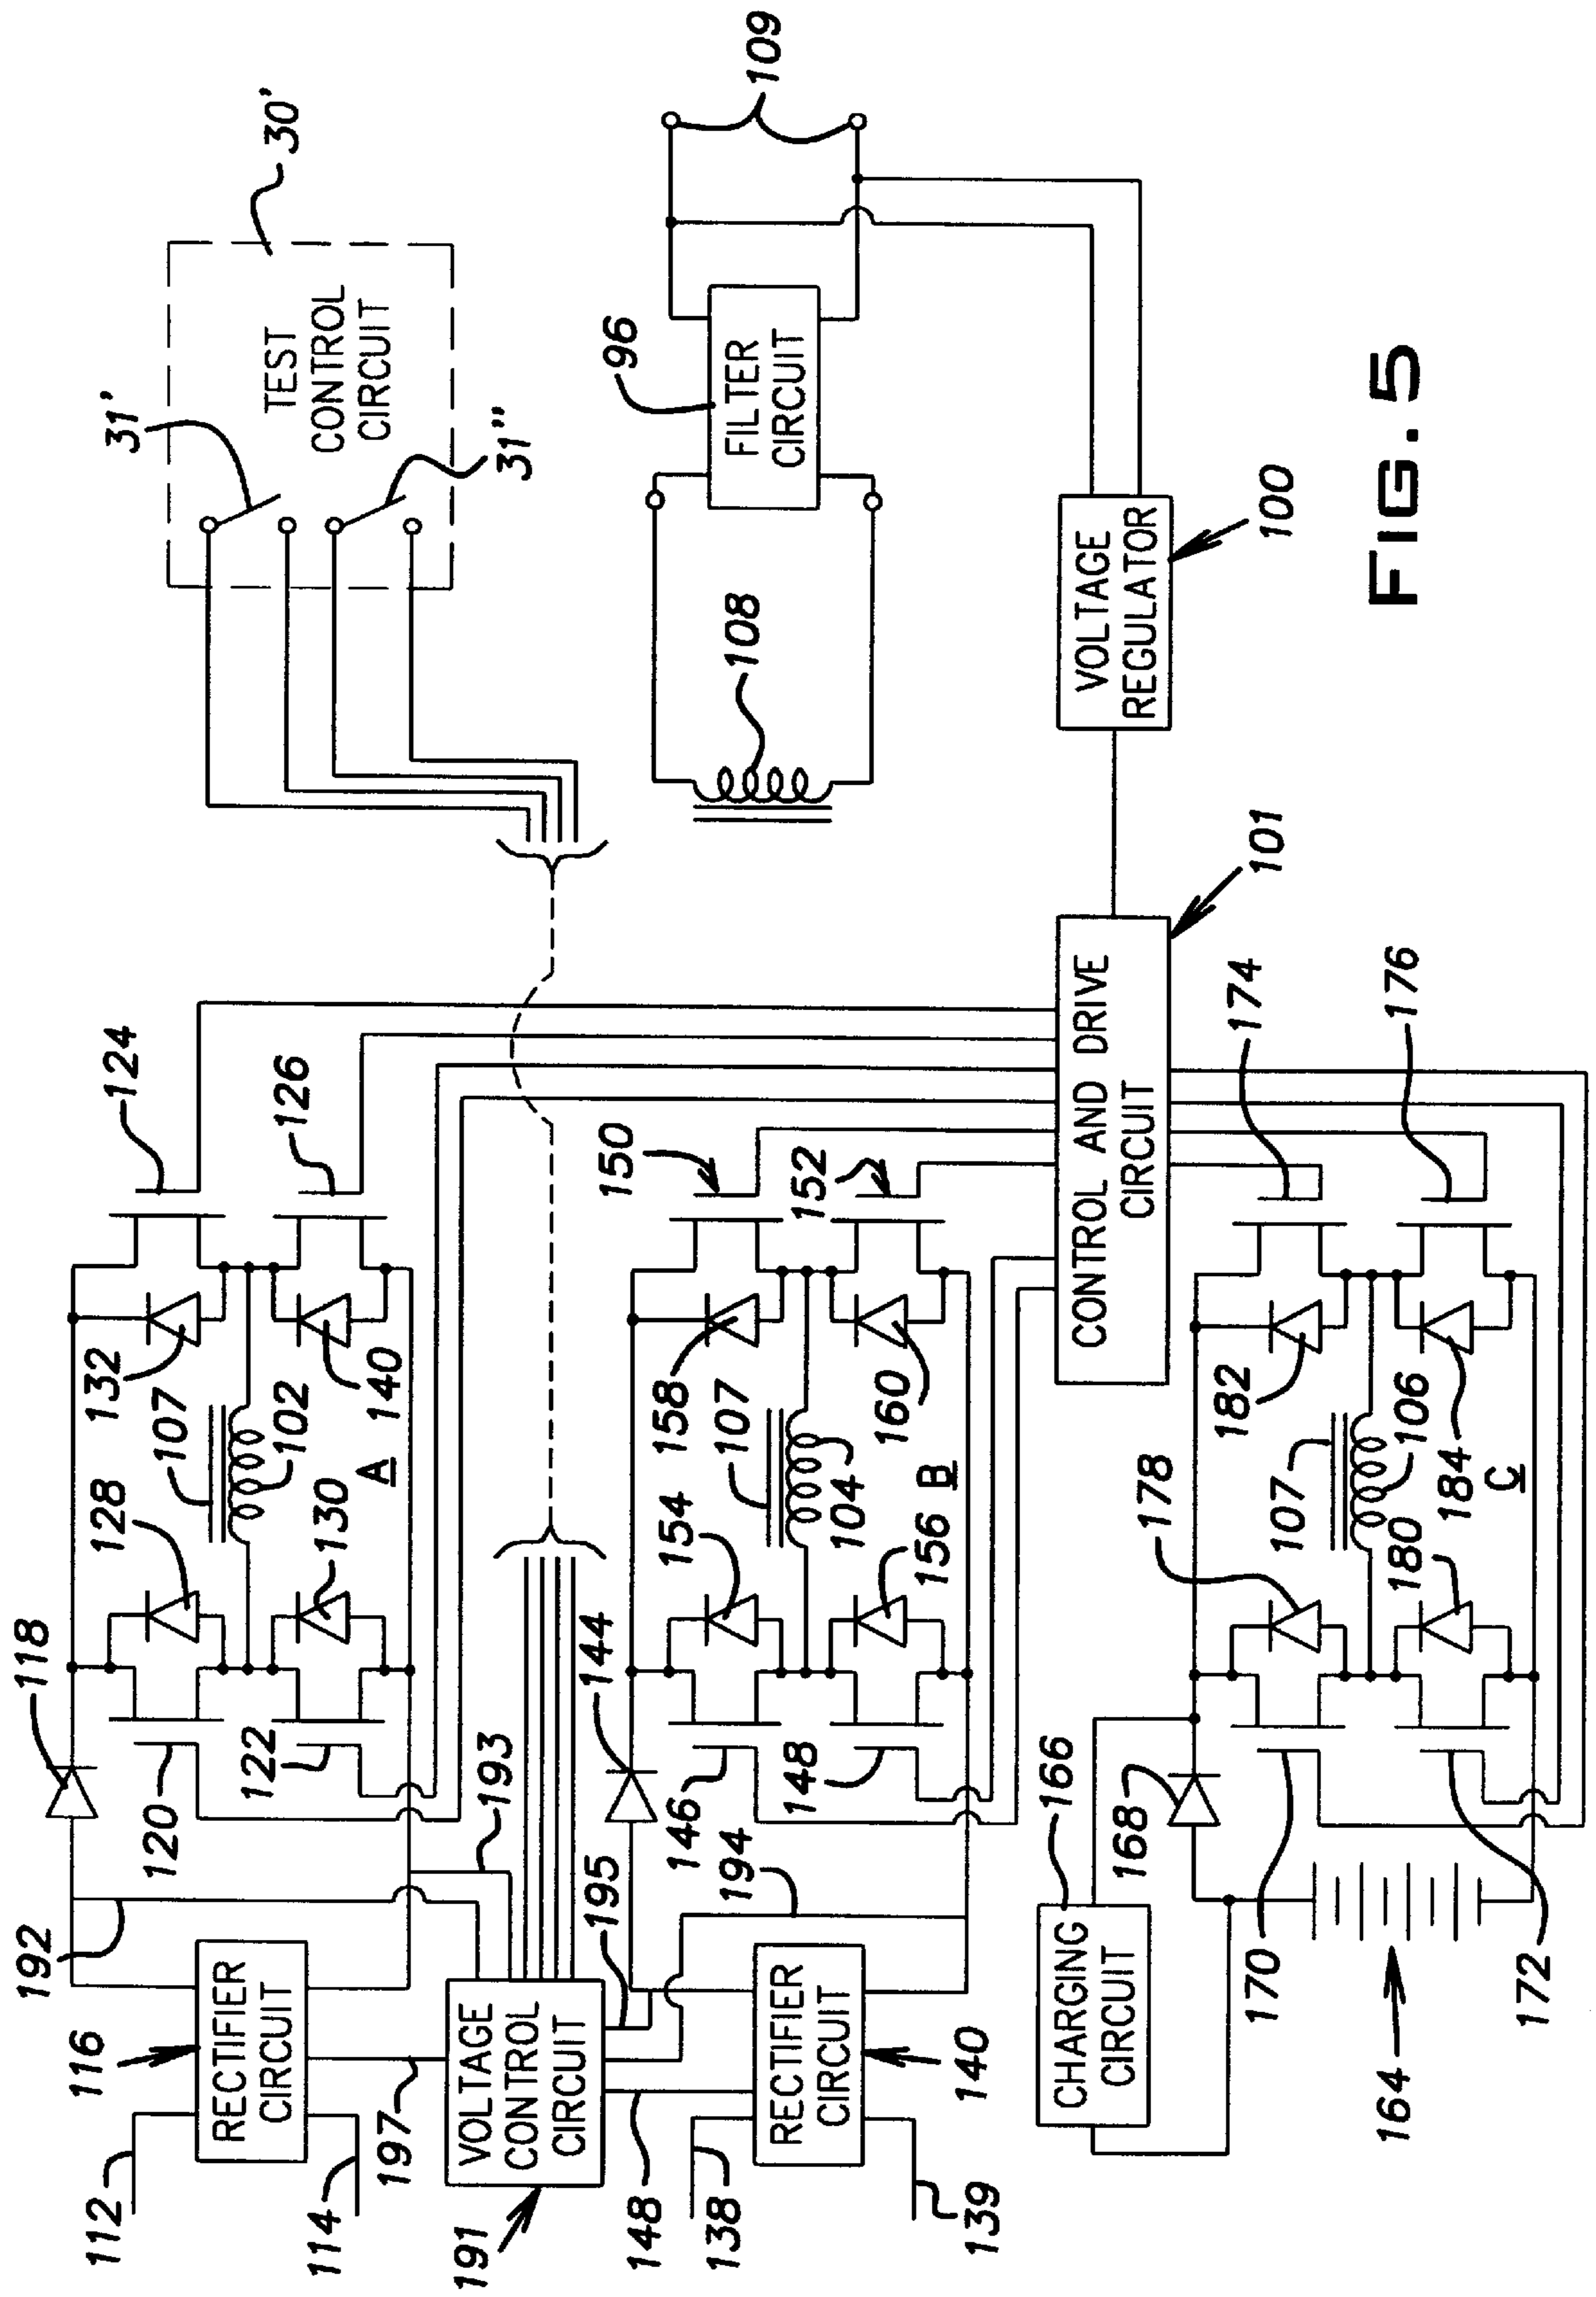 118
132
124
128
107
102
126
130
140
A
120
122
192
116
112
RECTIFIER
CIRCUIT
114
197
193
191
VOLTAGE
CONTROL
CIRCUIT
195
194
148
138
139
RECTIFIER
CIRCUIT
140
144
146
148
154
107
158
150
104
156
B
160
152
31'
31"
TEST
CONTROL
CIRCUIT
30'
108
96
FILTER
CIRCUIT
109
CONTROL AND DRIVE
CIRCUIT
101
VOLTAGE
REGULATOR
100
CHARGING
CIRCUIT
166
168
164
170
172
178
182
174
107
106
180
C
184
176
FIG. 5